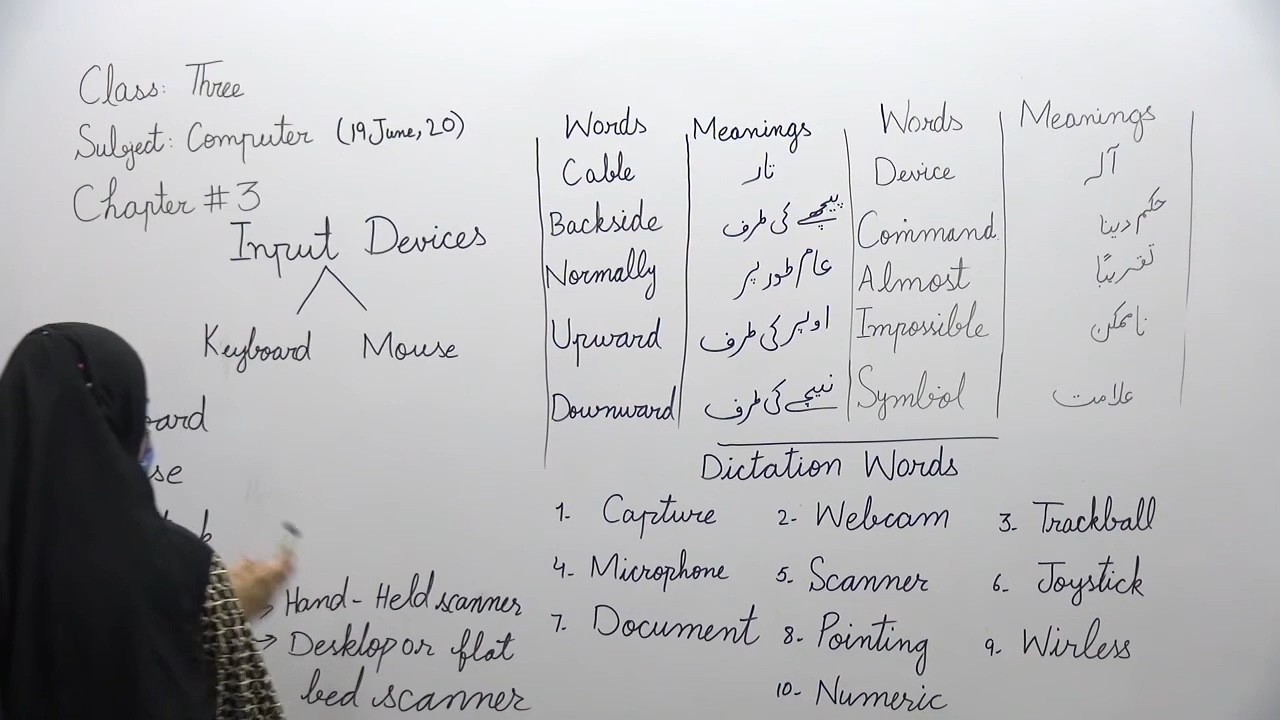 Class: Three
Subject: Computer (19 June, 20)
Chapter # 3
Input Devices
Keyboard Mouse
Hand-Held scanner
Desklop or flat
bed scanner
Words Meanings Words Meanings
Cable تار Device آلہ
Backside پیچھے کی طرف Command حکم دینا
Normally عام طور پر Almost تقریباً
Upward اوپر کی طرف Impossible ناممکن
Downward نیچے کی طرف Symbol علامت
Dictation Words
1. Capture 2- Webcam 3. Trackball
4- Microphone 5. Scanner 6. Joystick
7. Document 8- Pointing 9. Wirless
10- Numeric